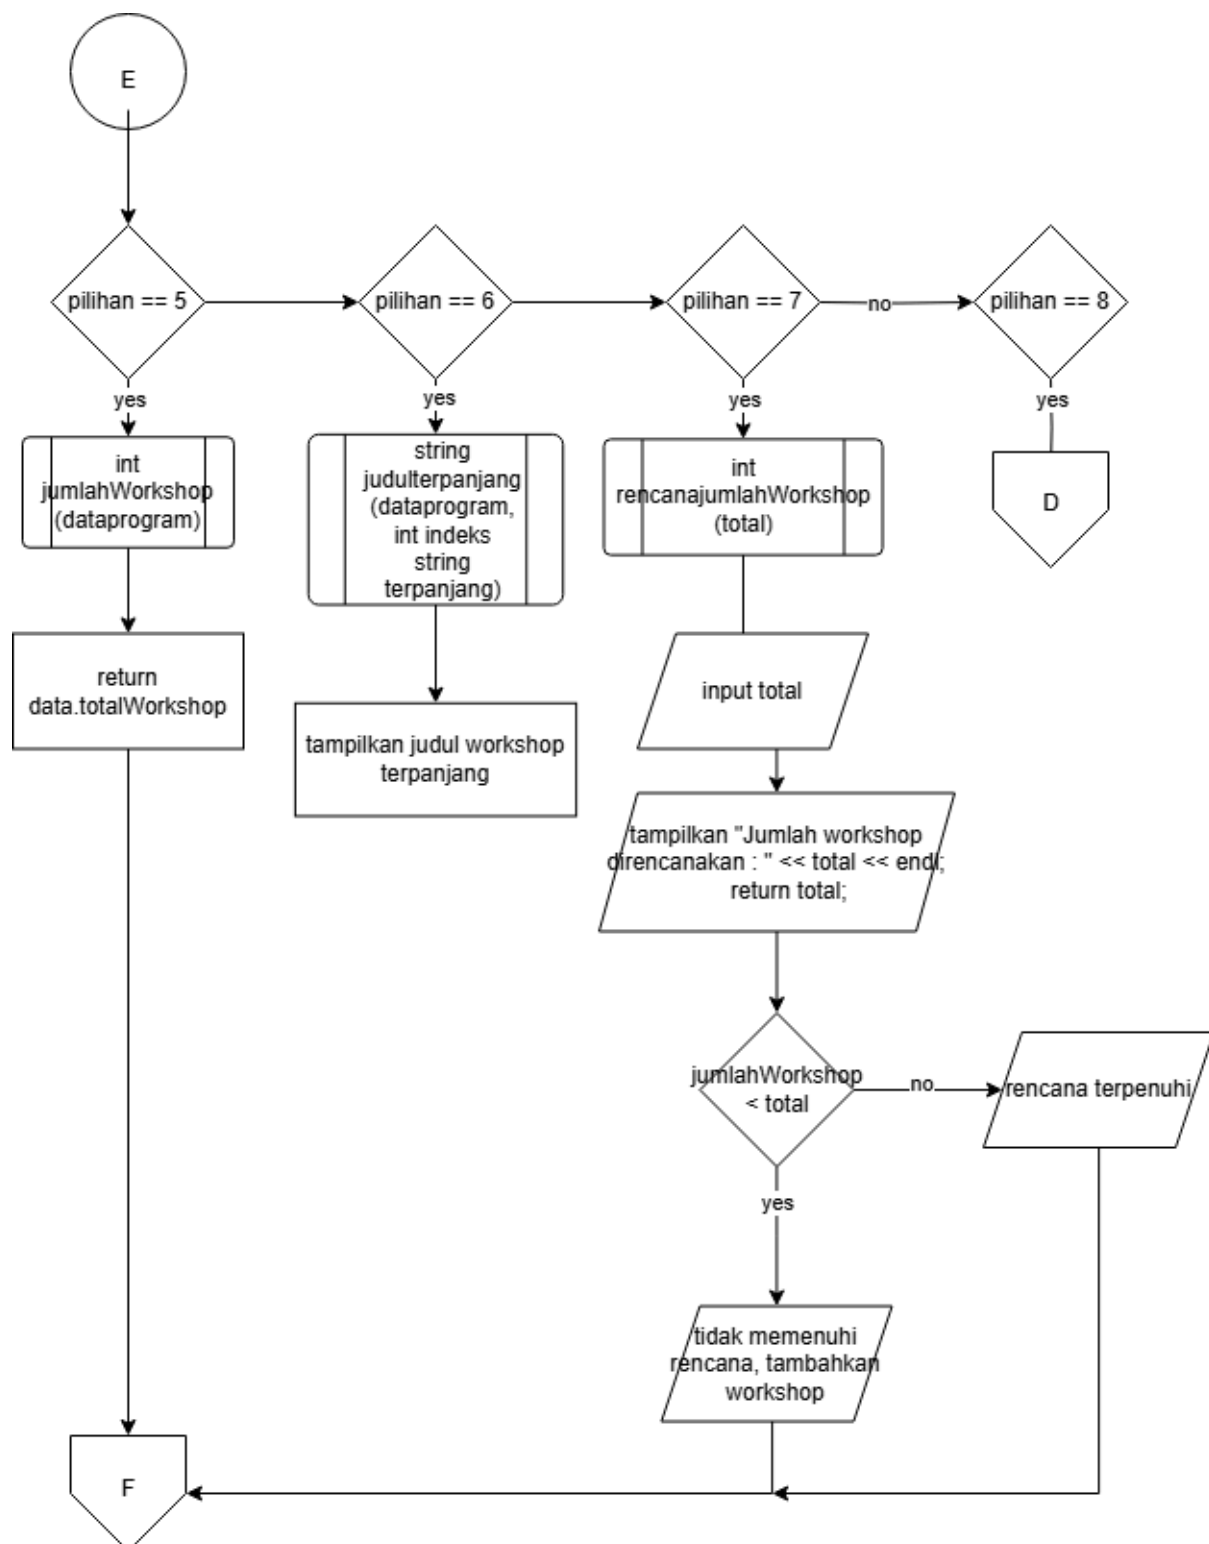 E
pilihan == 5
pilihan == 6
pilihan == 7
no
pilihan == 8
yes
yes
yes
yes
int
jumlahWorkshop
(dataprogram)
string
judulterpanjang
(dataprogram,
int indeks
string
terpanjang)
int
rencanajumlahWorkshop
(total)
D
return
data.totalWorkshop
tampilkan judul workshop
terpanjang
input total
tampilkan "Jumlah workshop
direncanakan : " << total << endl;
return total;
jumlahWorkshop
< total
no
rencana terpenuhi
yes
tidak memenuhi
rencana, tambahkan
workshop
F